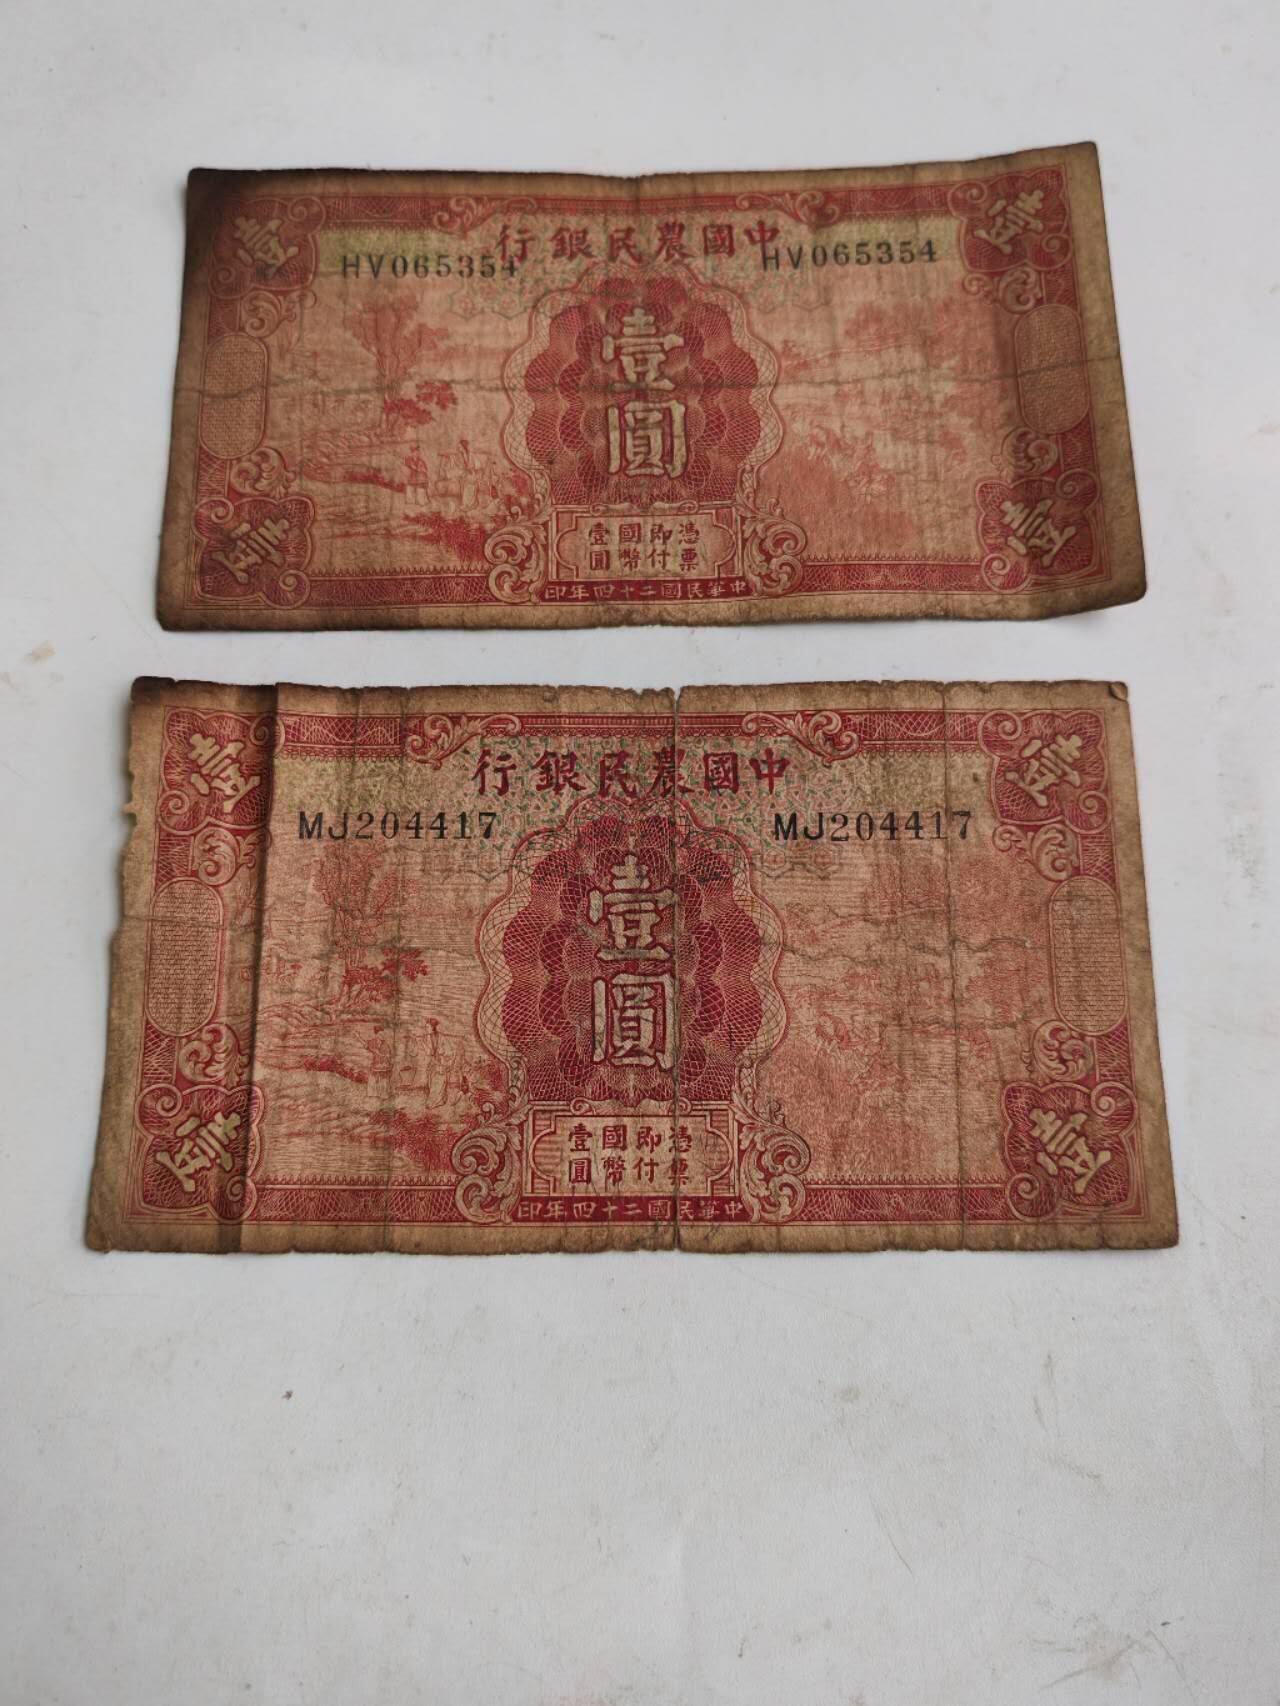 壹 壹
中國農民銀行
HV065354 HV065354
壹圓
憑票即付國幣壹圓
中華民國二十四年印
壹 壹
壹 壹
中國農民銀行
MJ204417 MJ204417
壹圓
憑票即付國幣壹圓
中華民國二十四年印
壹 壹